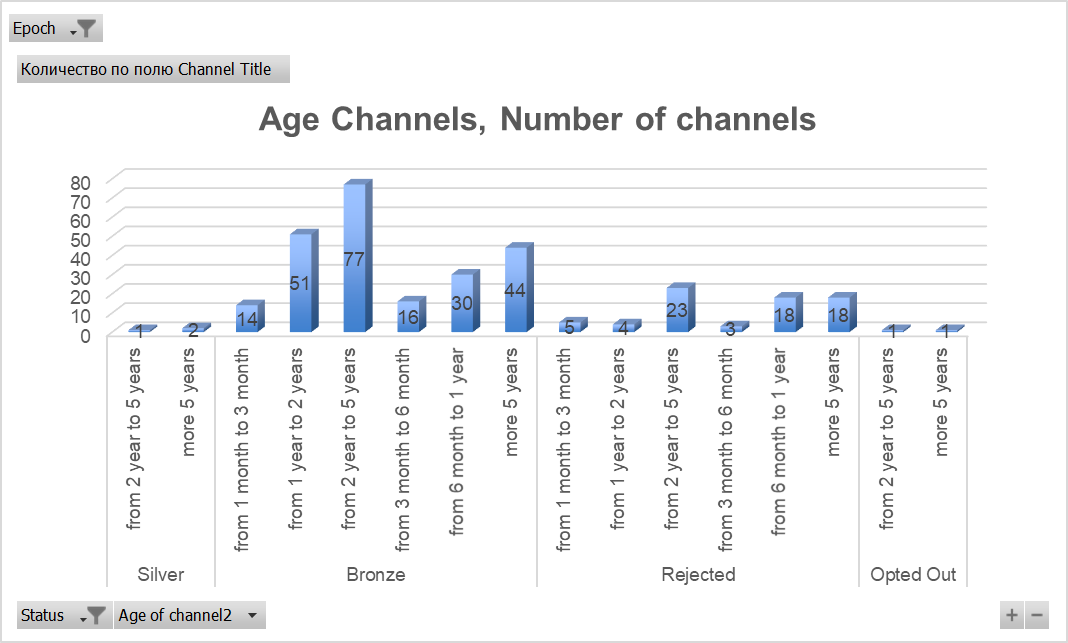 Epoch
Количество по полю Channel Title
Age Channels, Number of channels
80
70
60
50
40
30
20
10
0
1
2
14
51
77
16
30
44
5
4
23
3
18
18
1
1
from 2 year to 5 years
more 5 years
from 1 month to 3 month
from 1 year to 2 years
from 2 year to 5 years
from 3 month to 6 month
from 6 month to 1 year
more 5 years
from 1 month to 3 month
from 1 year to 2 years
from 2 year to 5 years
from 3 month to 6 month
from 6 month to 1 year
more 5 years
from 2 year to 5 years
more 5 years
Silver
Bronze
Rejected
Opted Out
Status
Age of channel2